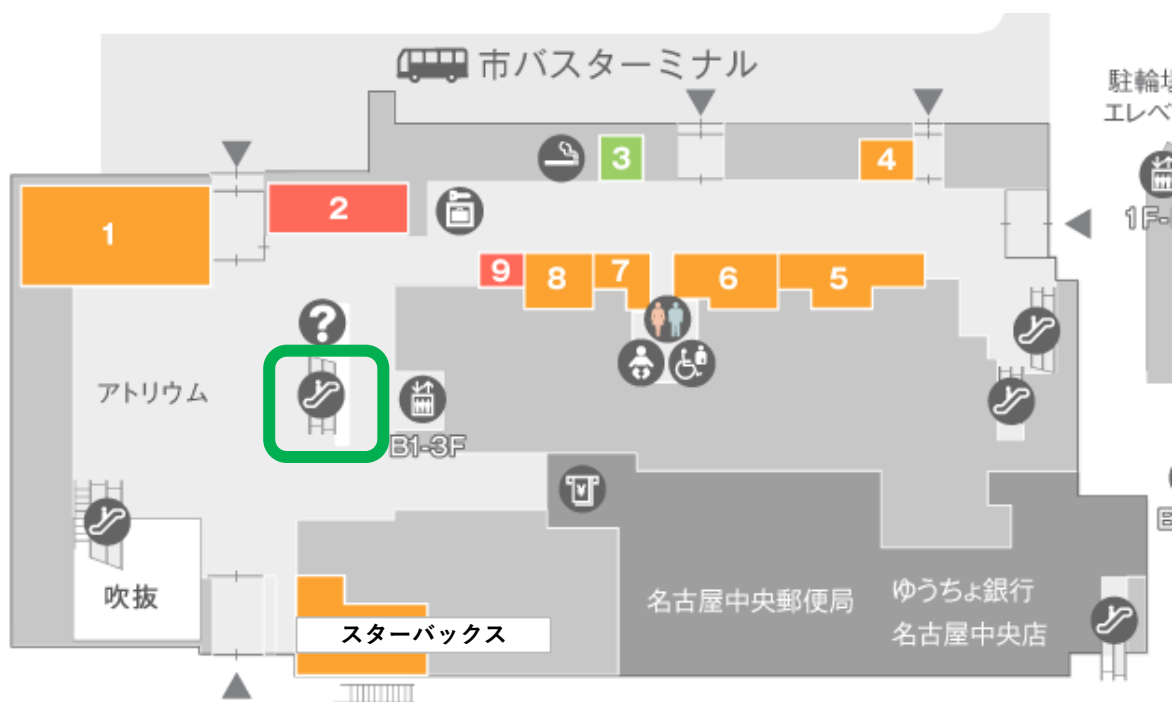 市バスターミナル
駐輪場
エレベ
3
4
1
2
1F-
9
8
7
6
5
?
アトリウム
B1-3F
¥
吹抜
名古屋中央郵便局
ゆうちょ銀行
名古屋中央店
スターバックス